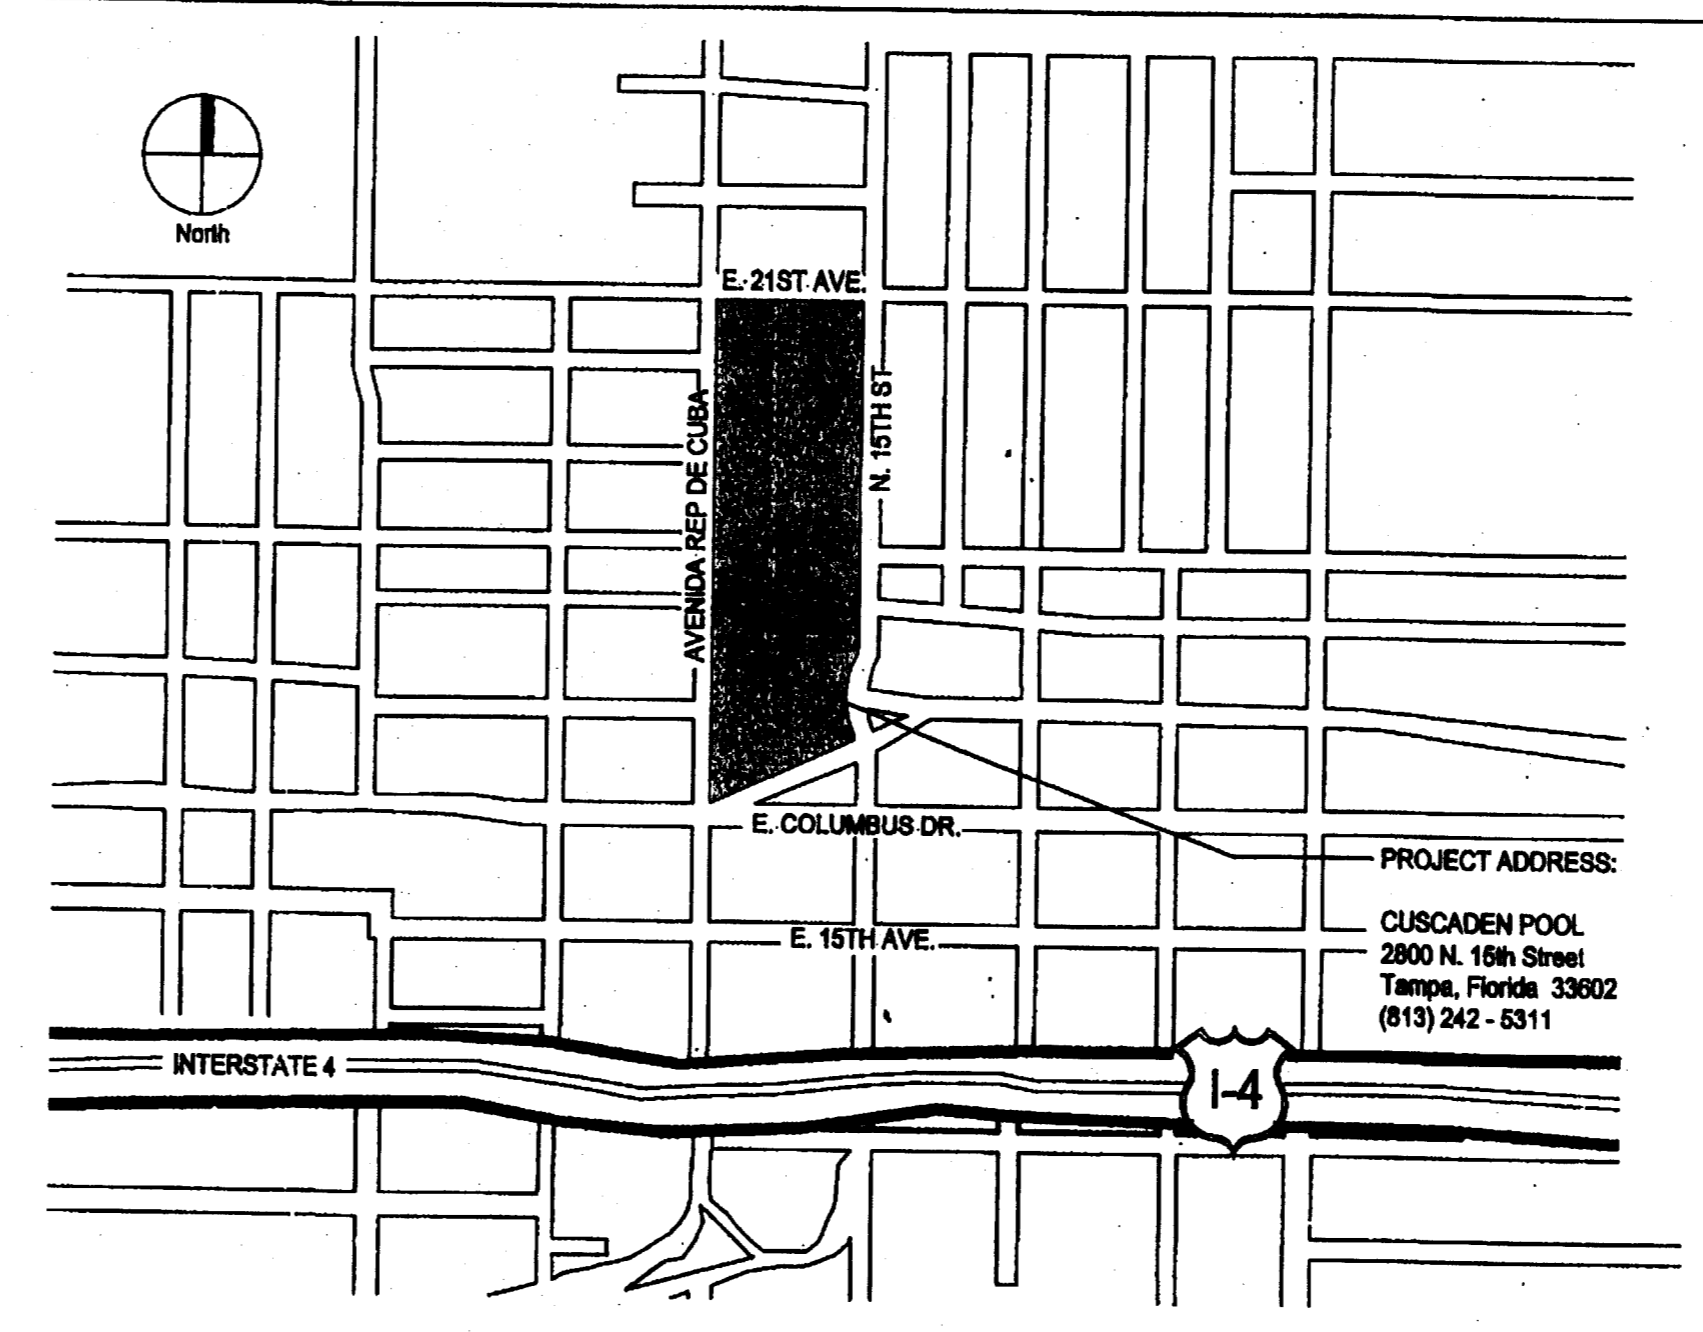 North
E. 21ST AVE.
AVENIDA REP DE CUBA
N. 15TH ST
E. COLUMBUS DR.
PROJECT ADDRESS:
E. 15TH AVE.
CUSCADEN POOL
2800 N. 15th Street
Tampa, Florida 33602
(813) 242 - 5311
INTERSTATE 4
I-4